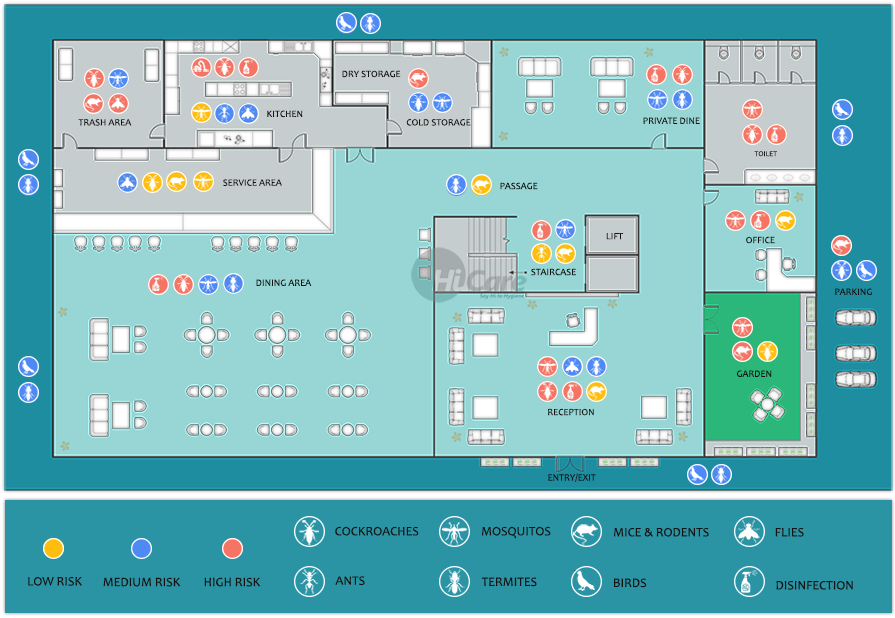 DRY STORAGE
TRASH AREA
KITCHEN
COLD STORAGE
PRIVATE DINE
TOILET
SERVICE AREA
PASSAGE
LIFT
OFFICE
STAIRCASE
HiCare
Say Hi to Hygiene
DINING AREA
PARKING
GARDEN
RECEPTION
ENTRY/EXIT
COCKROACHES
MOSQUITOS
MICE & RODENTS
FLIES
LOW RISK
MEDIUM RISK
HIGH RISK
ANTS
TERMITES
BIRDS
DISINFECTION